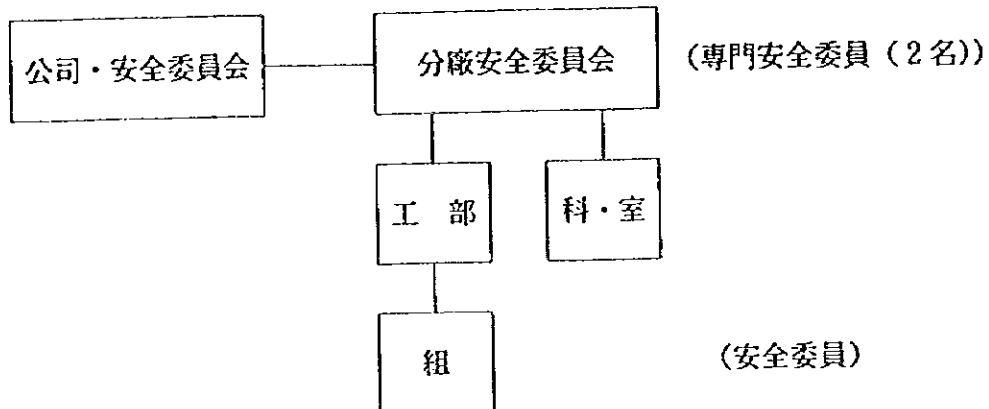 公司・安全委員会
分廠安全委員会
(専門安全委員(2名))
工部
科・室
組
(安全委員)